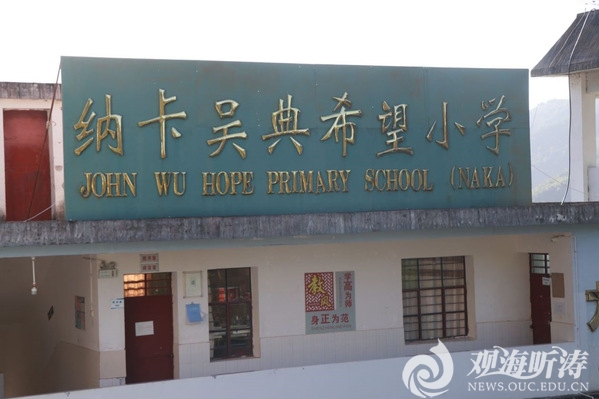 纳卡吴典希望小学
JOHN WU HOPE PRIMARY SCHOOL (NAKA)
学高为师
身正为范
观海听涛
NEWS.OUC.EDU.CN